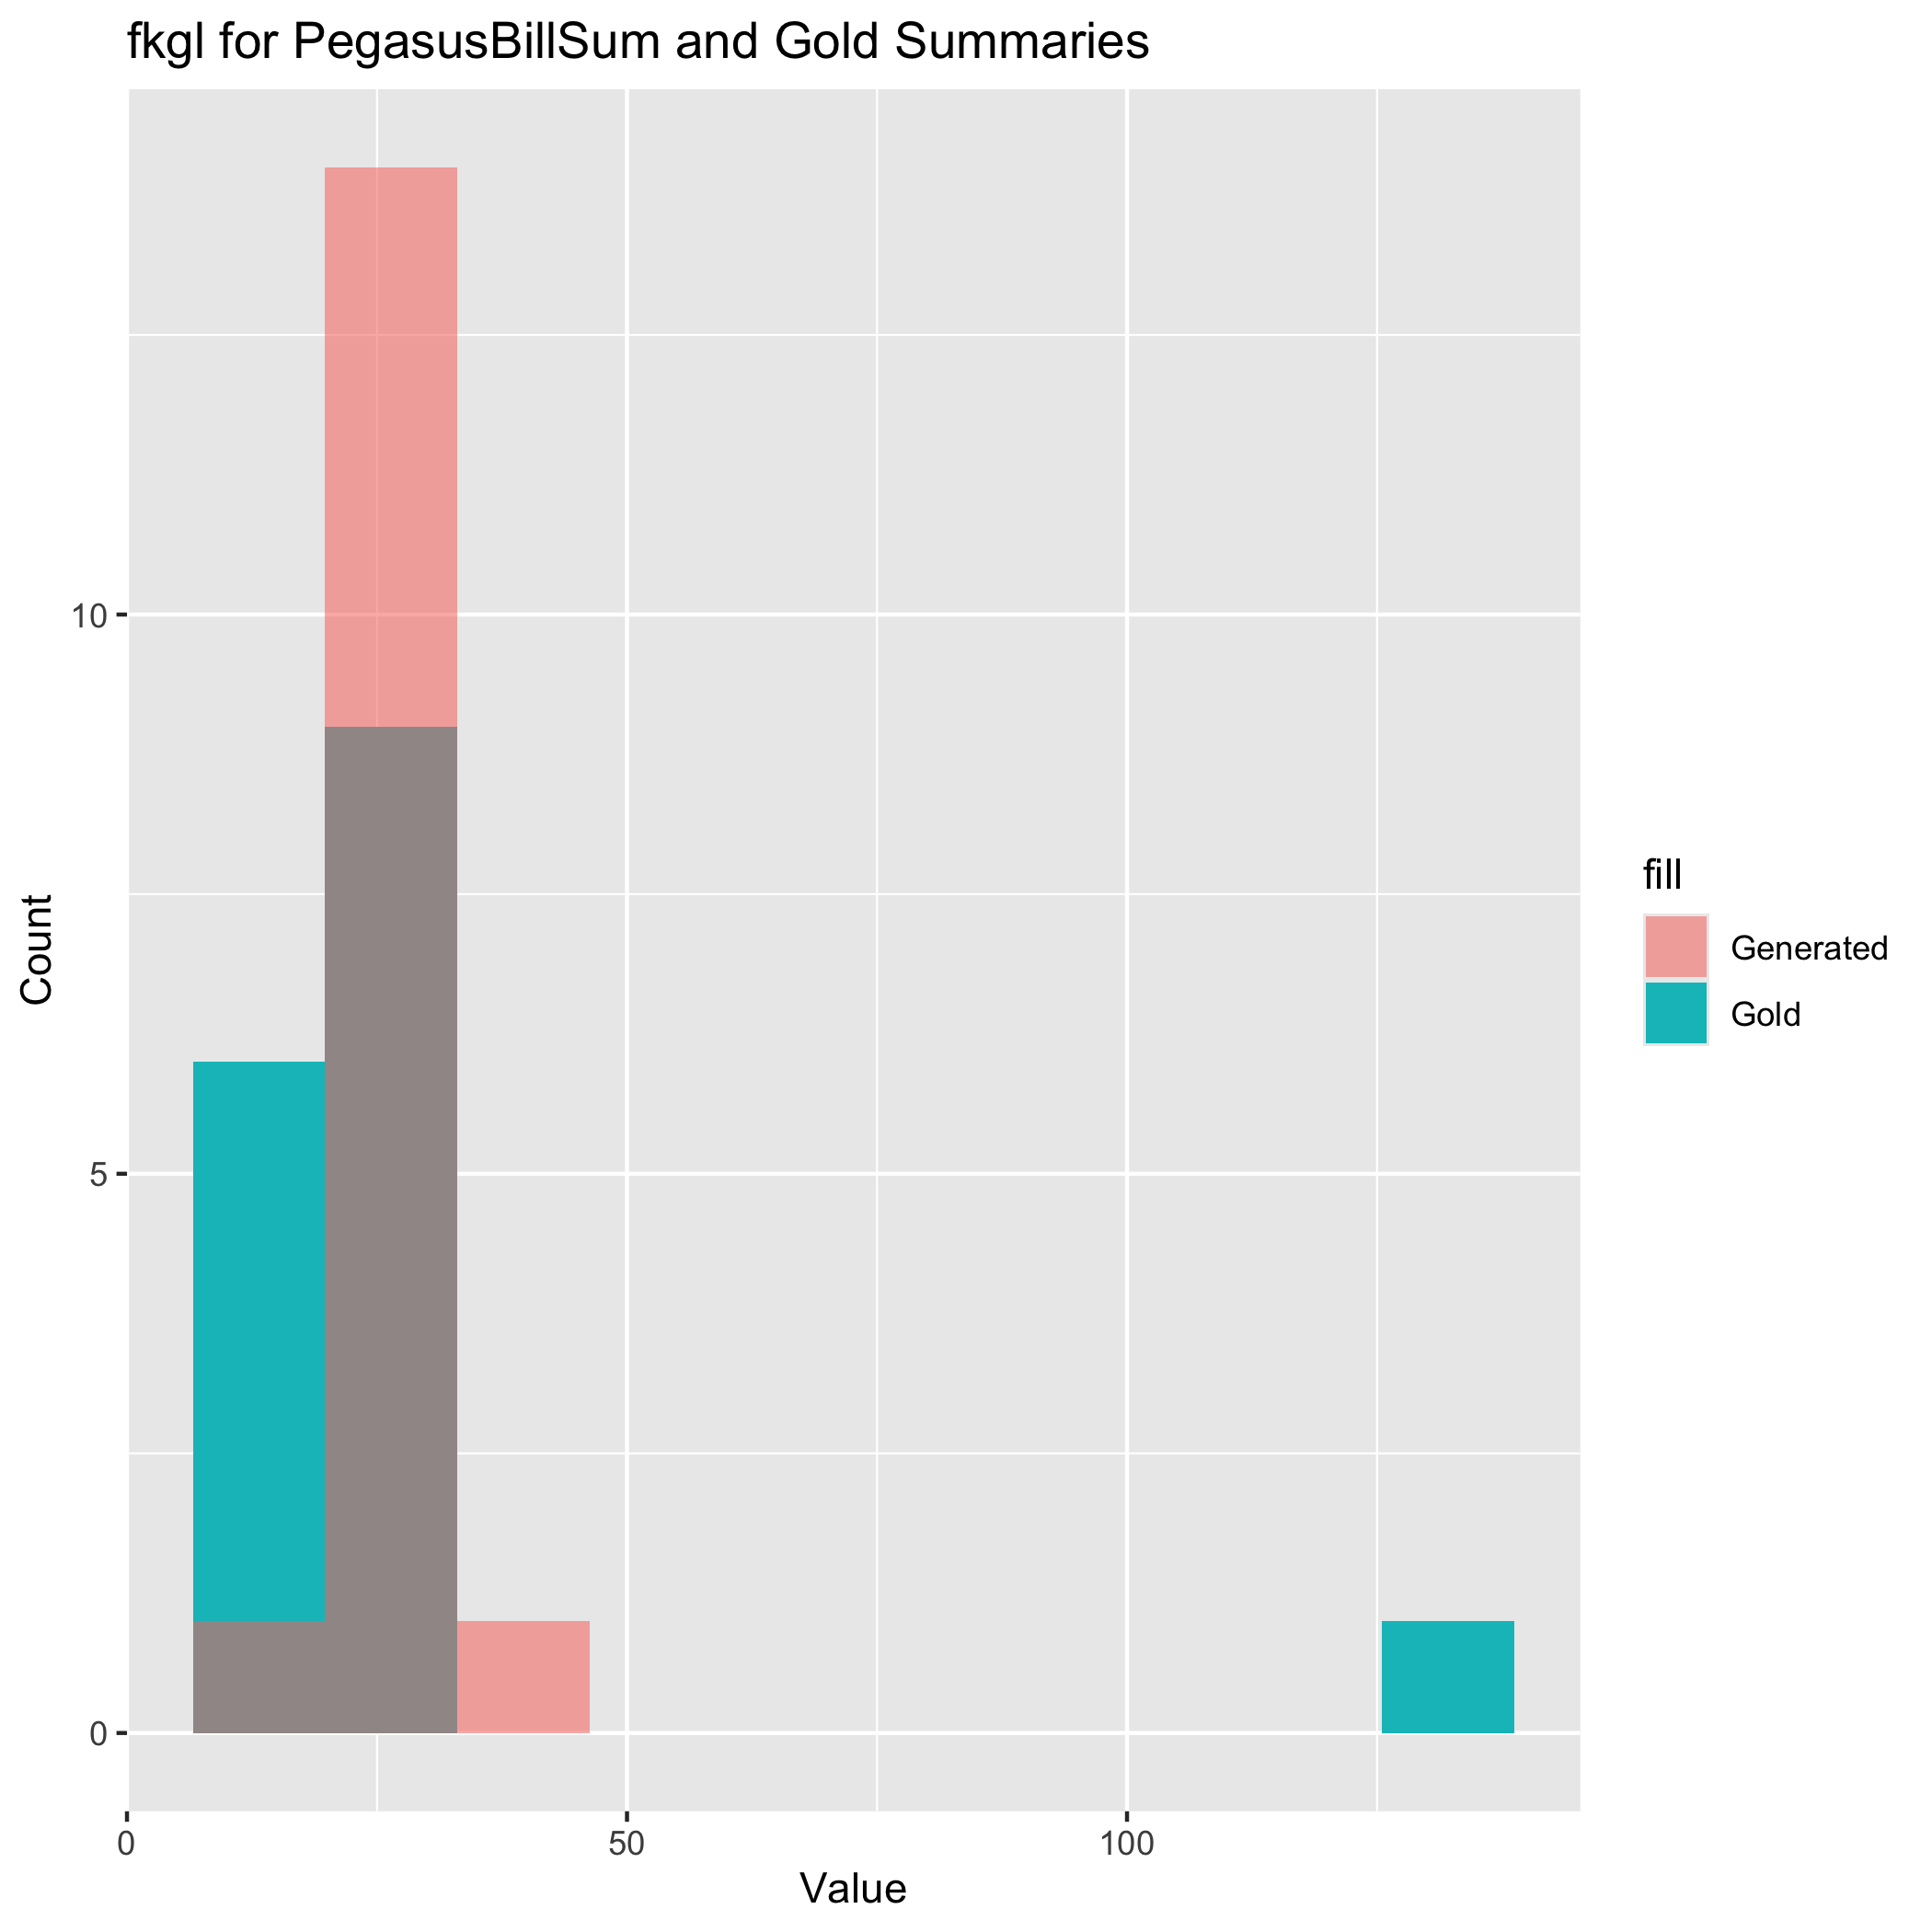 fkgl for PegasusBillSum and Gold Summaries
10
5
0
Count
0 50 100
Value
fill
Generated
Gold